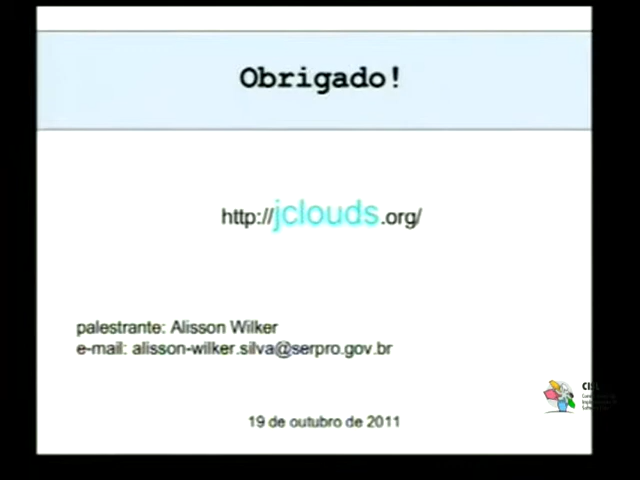 Obrigado!
http://jclouds.org/
palestrante: Alisson Wilker
e-mail: alisson-wilker.silva@serpro.gov.br
19 de outubro de 2011